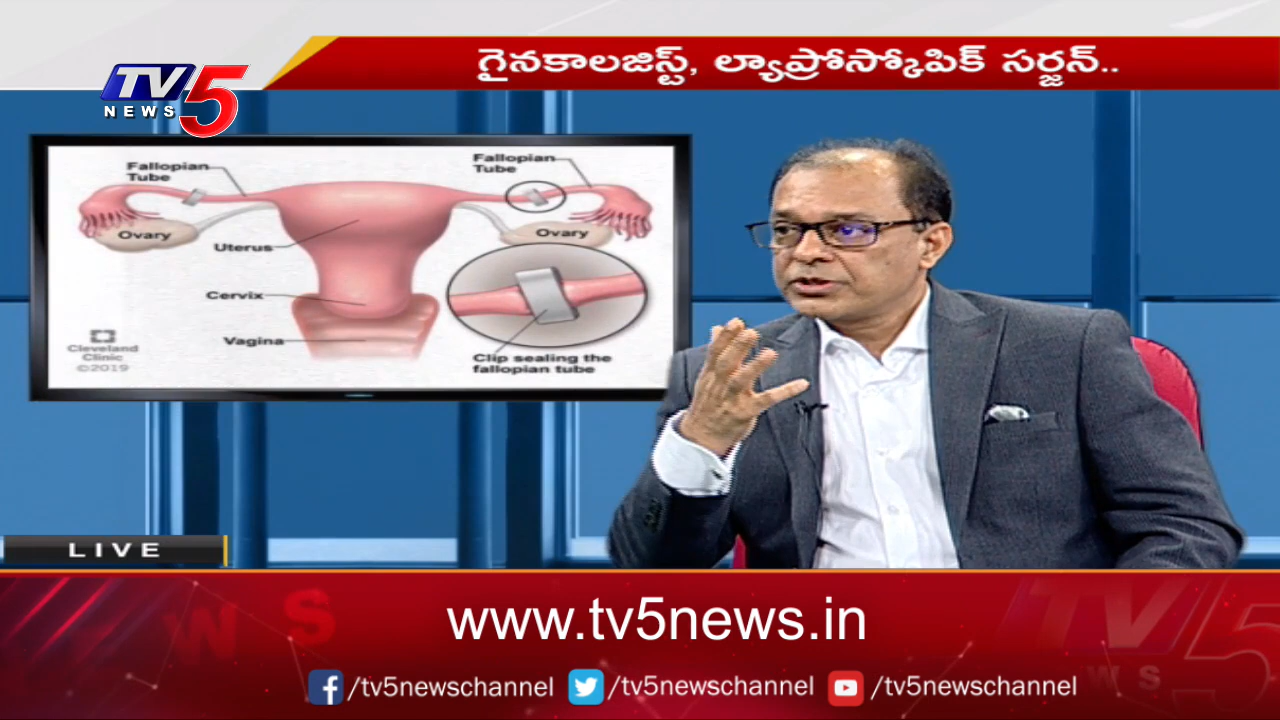 గైనకాలజిస్ట్, ల్యాప్రోస్కోపిక్ సర్జన్..
TV5
NEWS
Fallopian
Tube
Fallopian
Tube
Ovary
Ovary
Uterus
Cervix
Vagina
Clip sealing the
fallopian tube
Cleveland
Clinic
©2019
LIVE
www.tv5news.in
/tv5newschannel
/tv5newschannel
/tv5newschannel